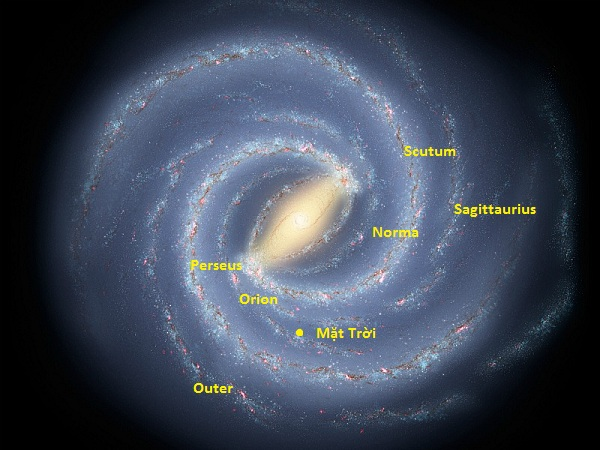 Scutum
Sagittaurius
Norma
Perseus
Orion
Mặt Trời
Outer